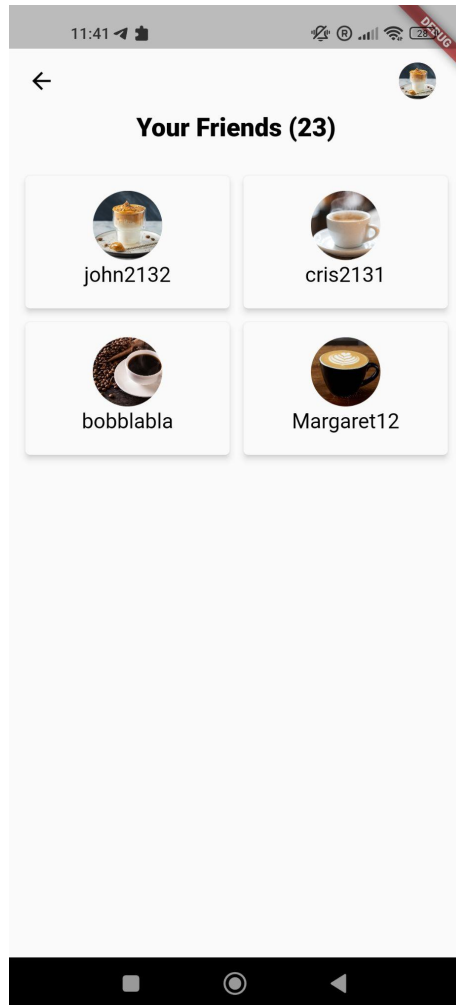 11:41
R
28
DEBUG
Your Friends (23)
john2132
cris2131
bobblabla
Margaret12